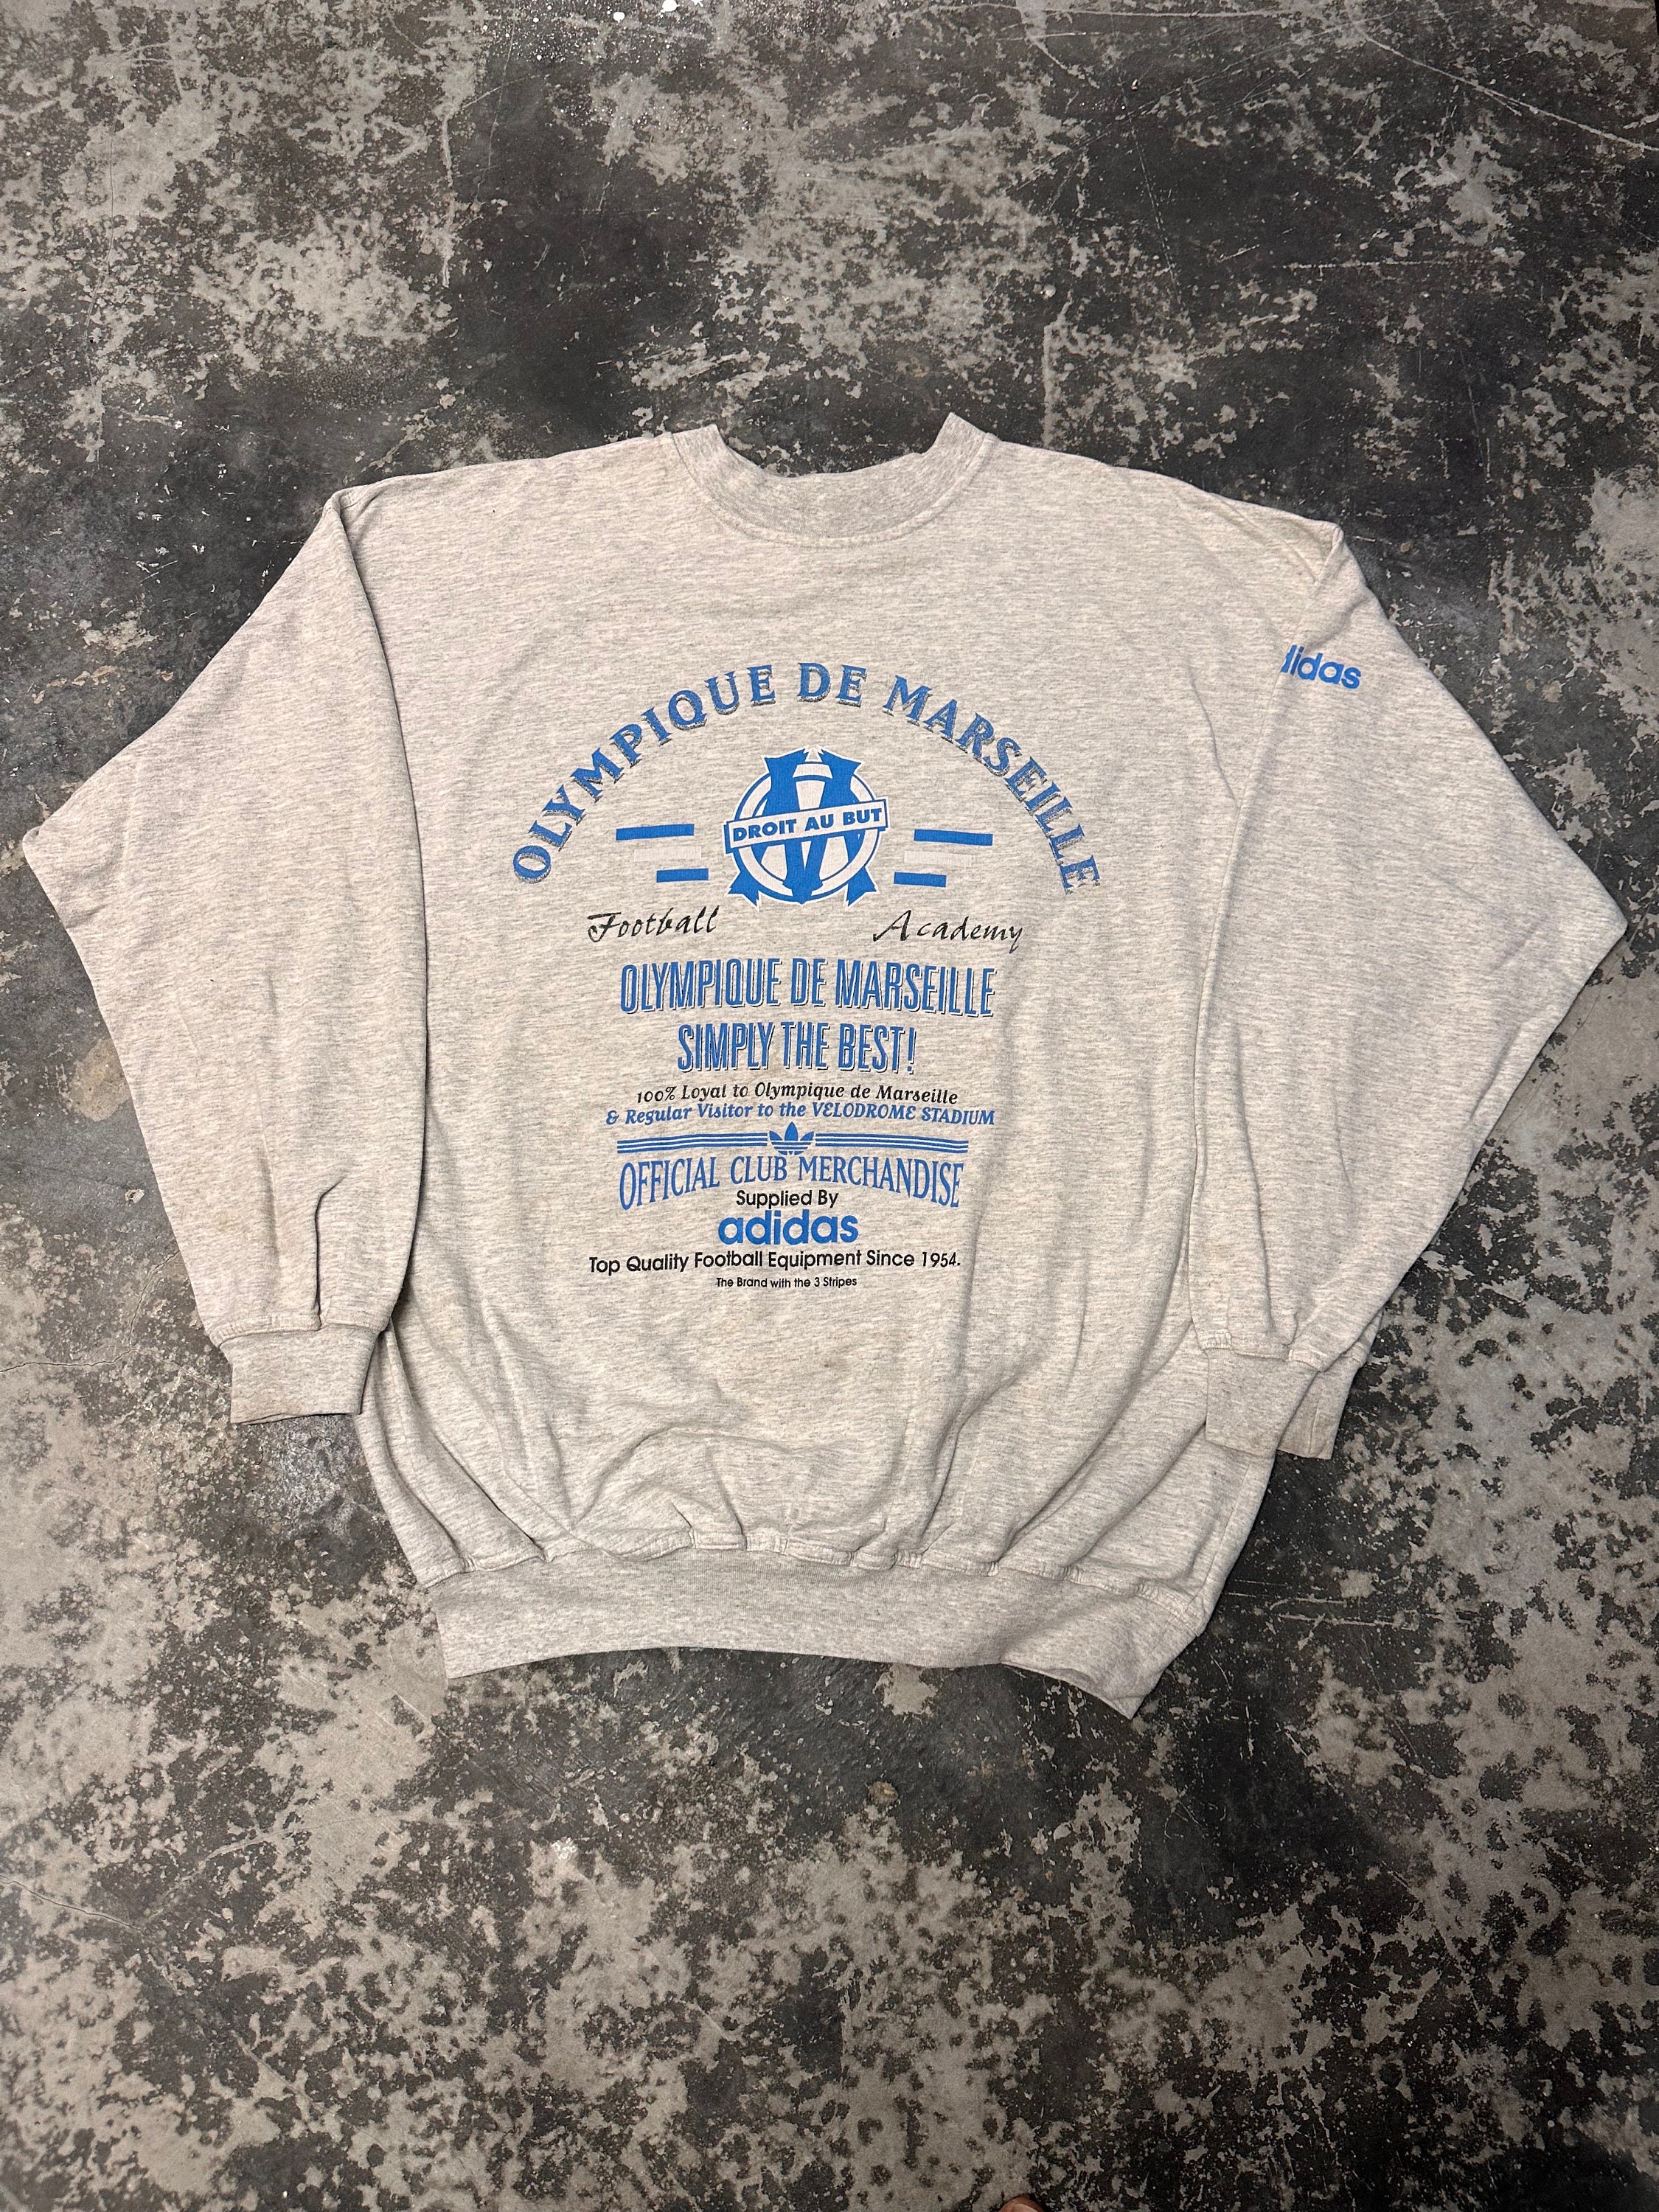 OLYMPIQUE DE MARSEILLE
DROIT AU BUT
Football Academy
OLYMPIQUE DE MARSEILLE
SIMPLY THE BEST!
100% Loyal to Olympique de Marseille
& Regular Visitor to the VELODROME STADIUM
OFFICIAL CLUB MERCHANDISE
Supplied By
adidas
Top Quality Football Equipment Since 1954.
The Brand with the 3 Stripes
didas